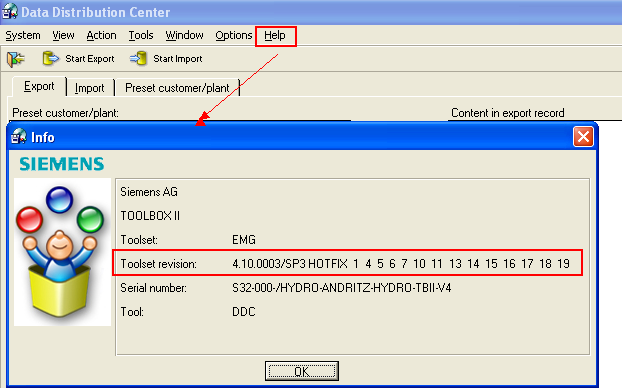 Data Distribution Center
System View Action Tools Window Options Help
Start Export Start Import
Export Import Preset customer/plant
Preset customer/plant: Content in export record
Info
SIEMENS
Siemens AG
TOOLBOX II
Toolset: EMG
Toolset revision: 4.10.0003/SP3 HOTFIX 1 4 5 6 7 10 11 13 14 15 16 17 18 19
Serial number: S32-000-/HYDRO-ANDRITZ-HYDRO-TBII-V4
Tool: DDC
OK